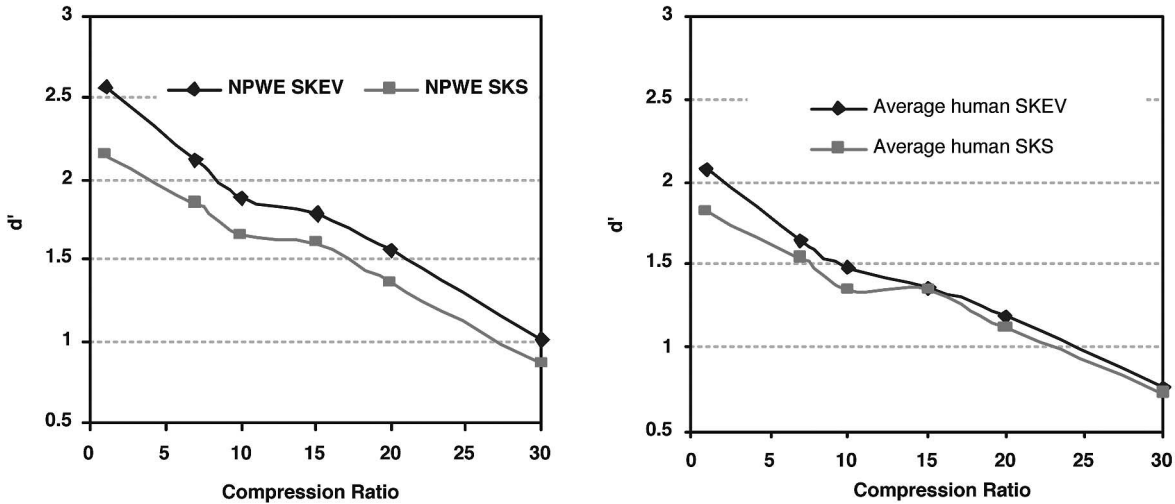 3
2.5
2
1.5
1
0.5
d'
NPWE SKEV
NPWE SKS
0 5 10 15 20 25 30
Compression Ratio
3
2.5
2
1.5
1
0.5
d'
Average human SKEV
Average human SKS
0 5 10 15 20 25 30
Compression Ratio